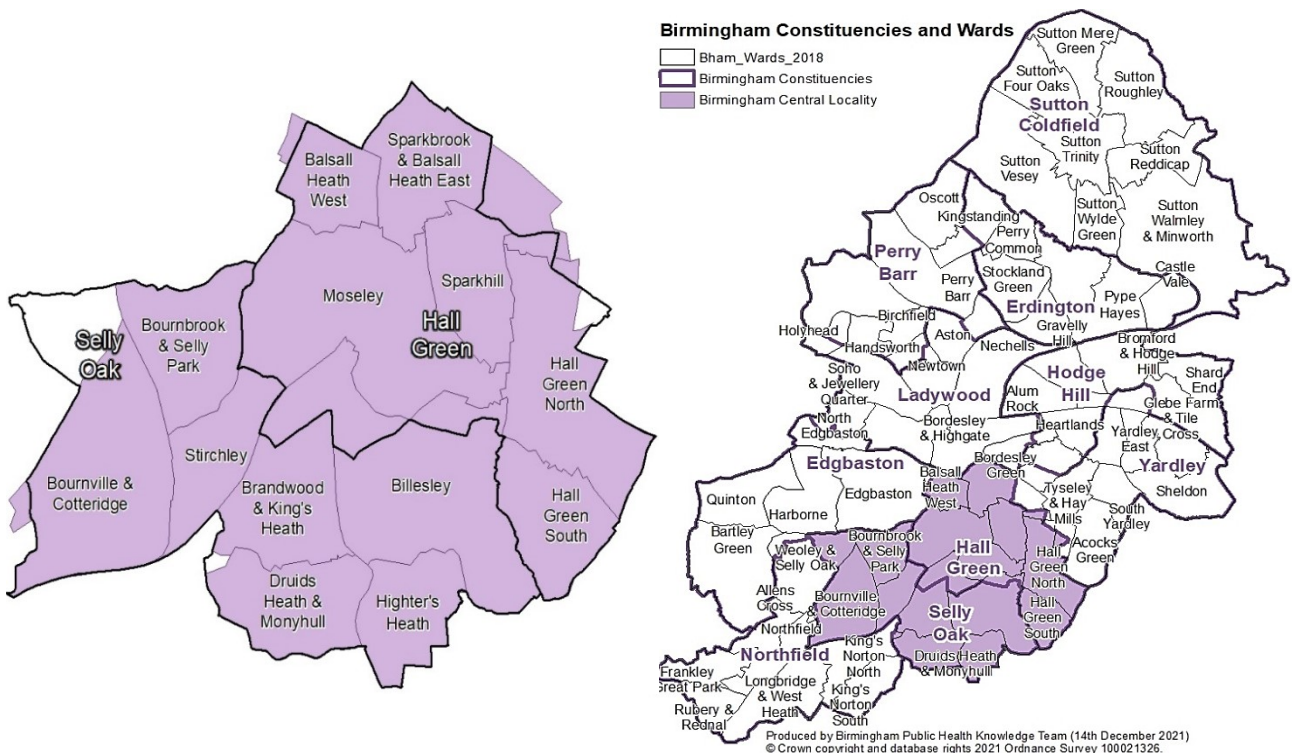 Balsall
Heath
West
Sparkbrook
& Balsall
Heath East
Moseley
Sparkhill
Hall
Green
Selly
Oak
Bournbrook
& Selly
Park
Hall
Green
North
Stirchley
Bournville &
Cotteridge
Brandwood
& King's
Heath
Billesley
Hall
Green
South
Druids
Heath &
Monyhull
Highter's
Heath
Birmingham Constituencies and Wards
Bham_Wards_2018
Birmingham Constituencies
Birmingham Central Locality
Sutton Mere
Green
Sutton
Four Oaks
Sutton
Roughley
Sutton
Coldfield
Sutton
Trinity
Sutton
Reddicap
Sutton
Vesey
Sutton
Wylde
Green
Sutton
Walmley
& Minworth
Oscott
Kingstanding
Perry
Common
Perry
Barr
Stockland
Green
Perry
Barr
Erdington
Castle
Vale
Pype
Hayes
Gravelly
Hill
Birchfield
Holyhead
Handsworth
Aston
Nechells
Newtown
Bromford
& Hodge
Hill
Soho
& Jewellery
Quarter
Ladywood
Hodge
Hill
Alum
Rock
Shard
End
Glebe Farm
& Tile
Cross
North
Edgbaston
Bordesley
& Highgate
Heartlands
Yardley
East
Edgbaston
Bordesley
Green
Yardley
Sheldon
Balsall
Heath
West
Quinton
Edgbaston
Harborne
Tyseley
& Hay
Mills
South
Yardley
Bartley
Green
Acocks
Green
Weoley &
Selly Oak
Bournbrook
& Selly
Park
Hall
Green
Hall
Green
North
Allens
Cross
Bournville
& Cotteridge
Selly
Oak
Hall
Green
South
Northfield
King's
Norton
North
Druids Heath
& Monyhull
Northfield
Frankley
Great Park
Longbridge
& West
Heath
King's
Norton
South
Rubery &
Rednal
Produced by Birmingham Public Health Knowledge Team (14th December 2021)
© Crown copyright and database rights 2021 Ordnance Survey 100021326.